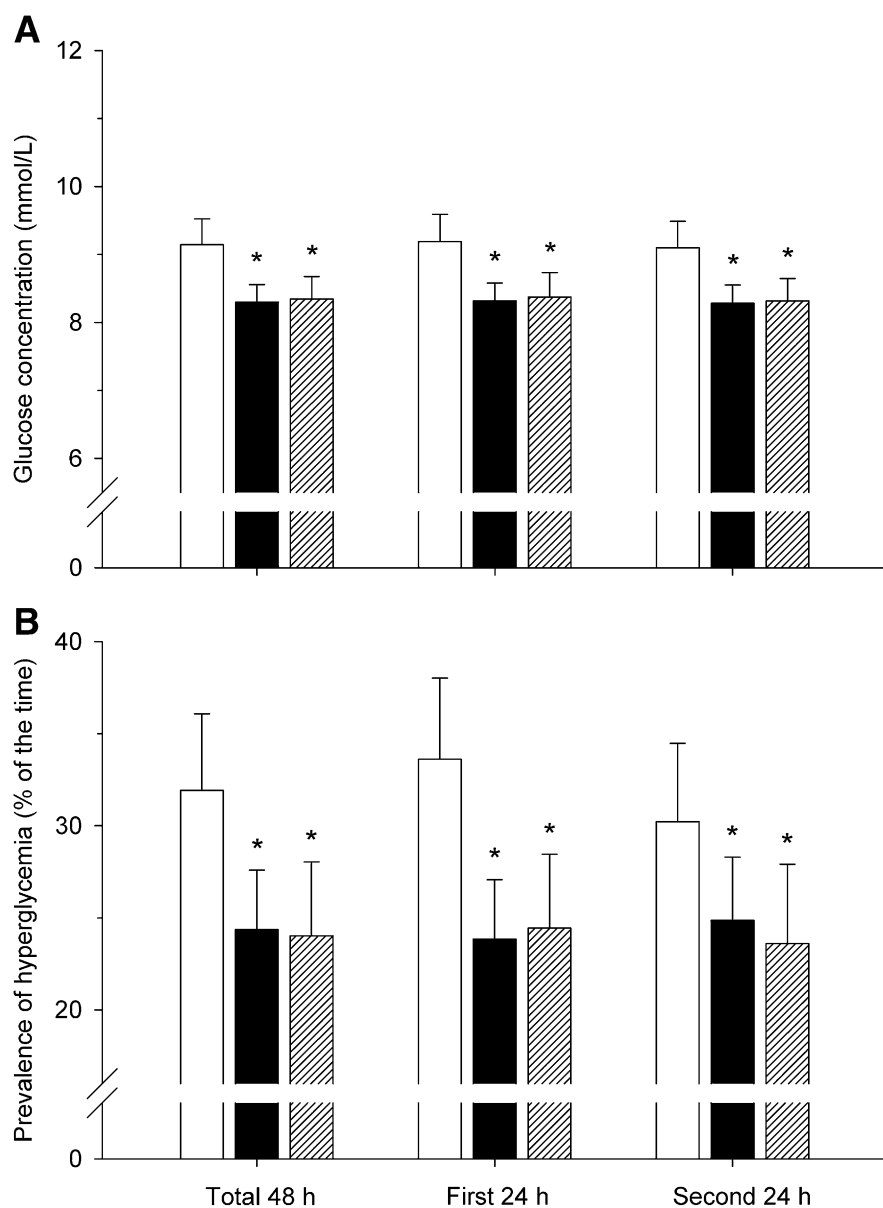 A
Glucose concentration (mmol/L)
12
10
8
6
0
* *
* *
* *
B
Prevalence of hyperglycemia (% of the time)
40
30
20
0
* *
* *
* *
Total 48 h
First 24 h
Second 24 h